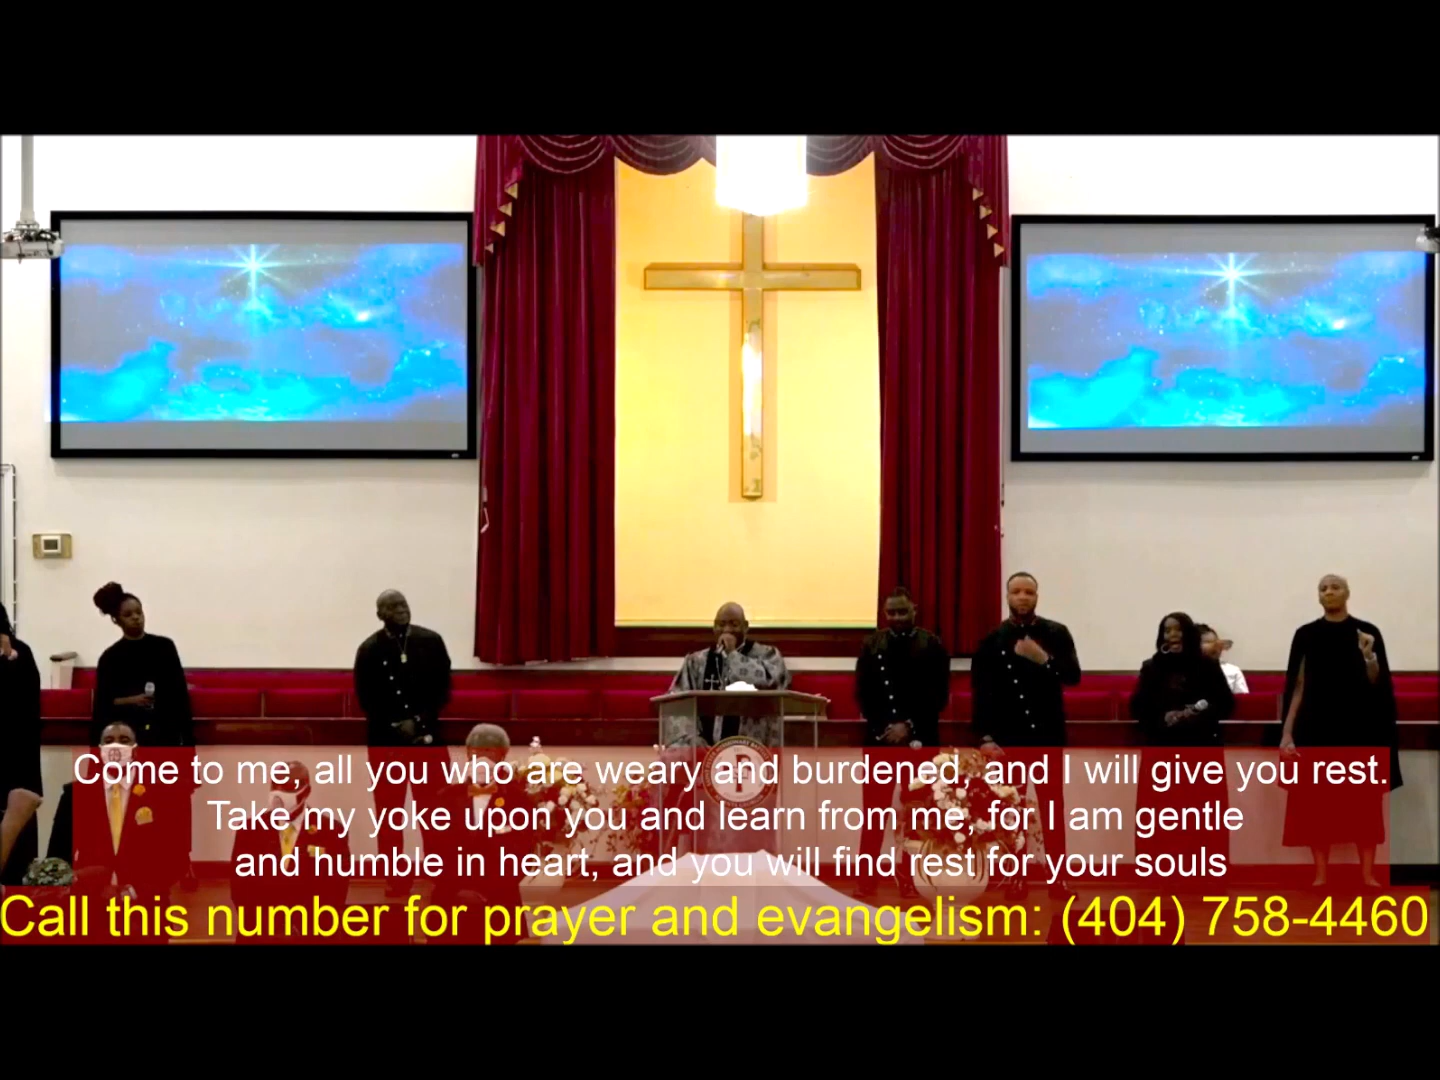 Come to me, all you who are weary and burdened, and I will give you rest.
Take my yoke upon you and learn from me, for I am gentle
and humble in heart, and you will find rest for your souls
Call this number for prayer and evangelism: (404) 758-4460